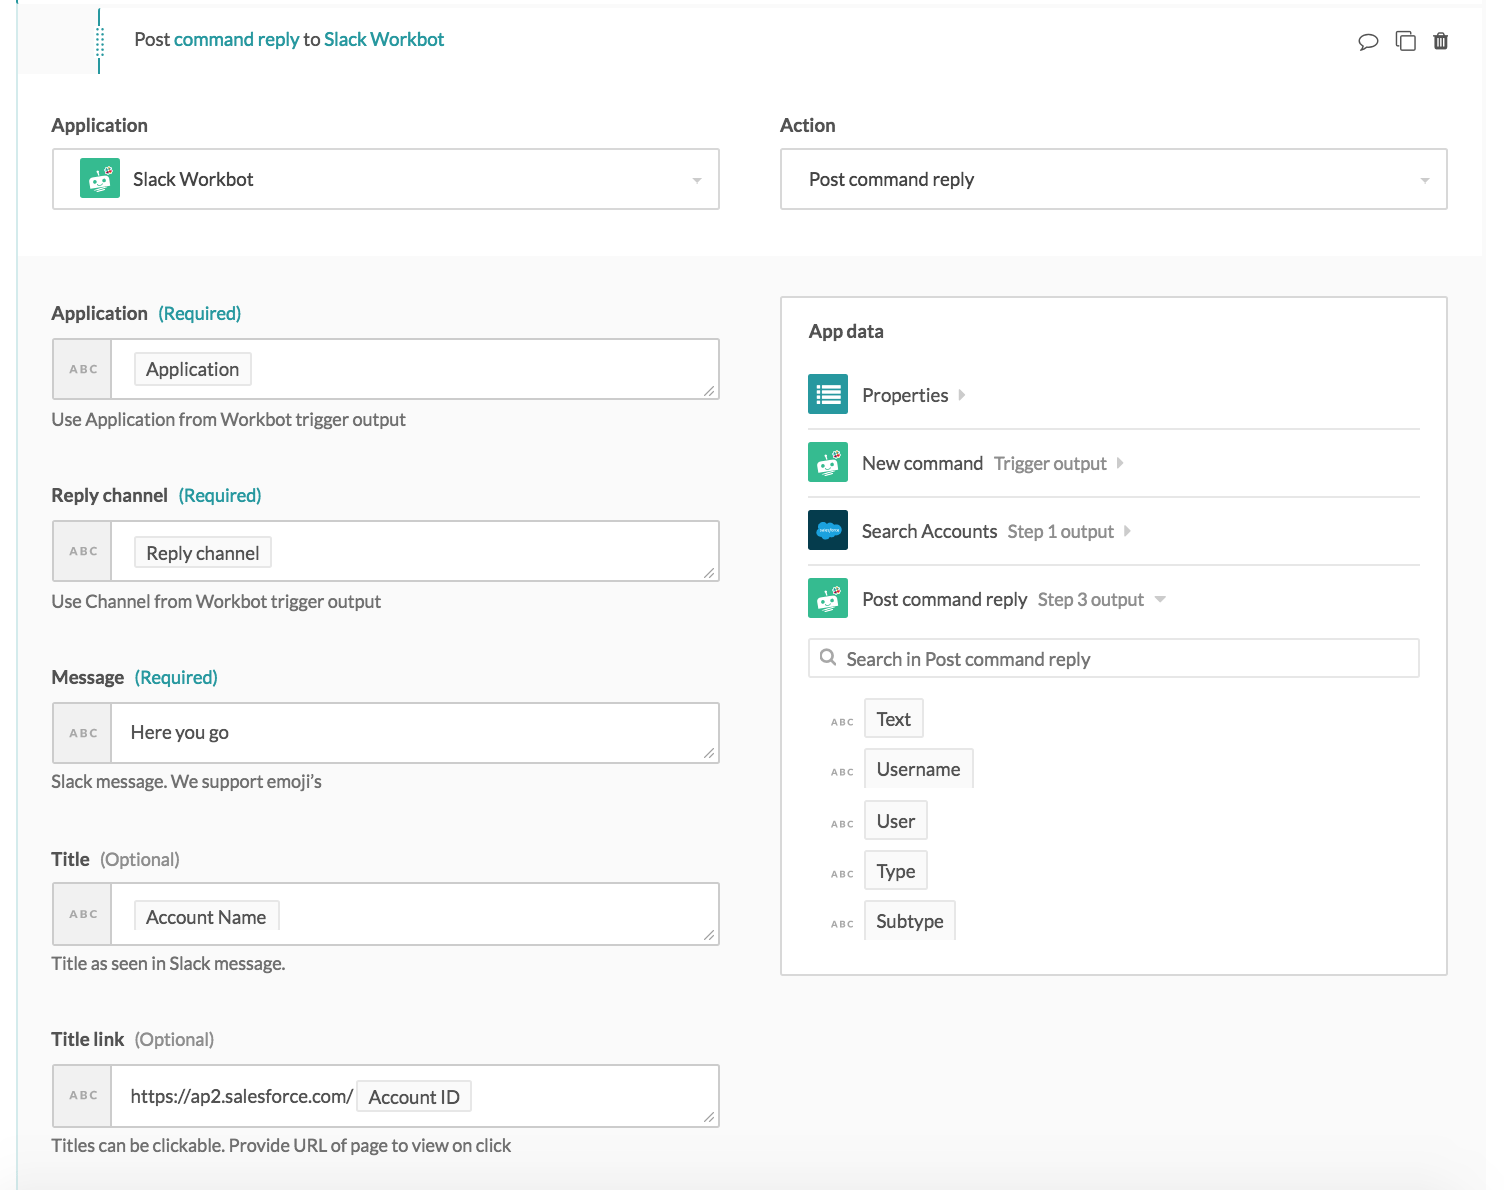 Post command reply to Slack Workbot
Application
Slack Workbot
Action
Post command reply
Application (Required)
ABC Application
Use Application from Workbot trigger output
Reply channel (Required)
ABC Reply channel
Use Channel from Workbot trigger output
Message (Required)
ABC Here you go
Slack message. We support emoji's
Title (Optional)
ABC Account Name
Title as seen in Slack message.
Title link (Optional)
ABC https://ap2.salesforce.com/ Account ID
Titles can be clickable. Provide URL of page to view on click
App data
Properties
New command Trigger output
Search Accounts Step 1 output
Post command reply Step 3 output
Search in Post command reply
ABC Text
ABC Username
ABC User
ABC Type
ABC Subtype